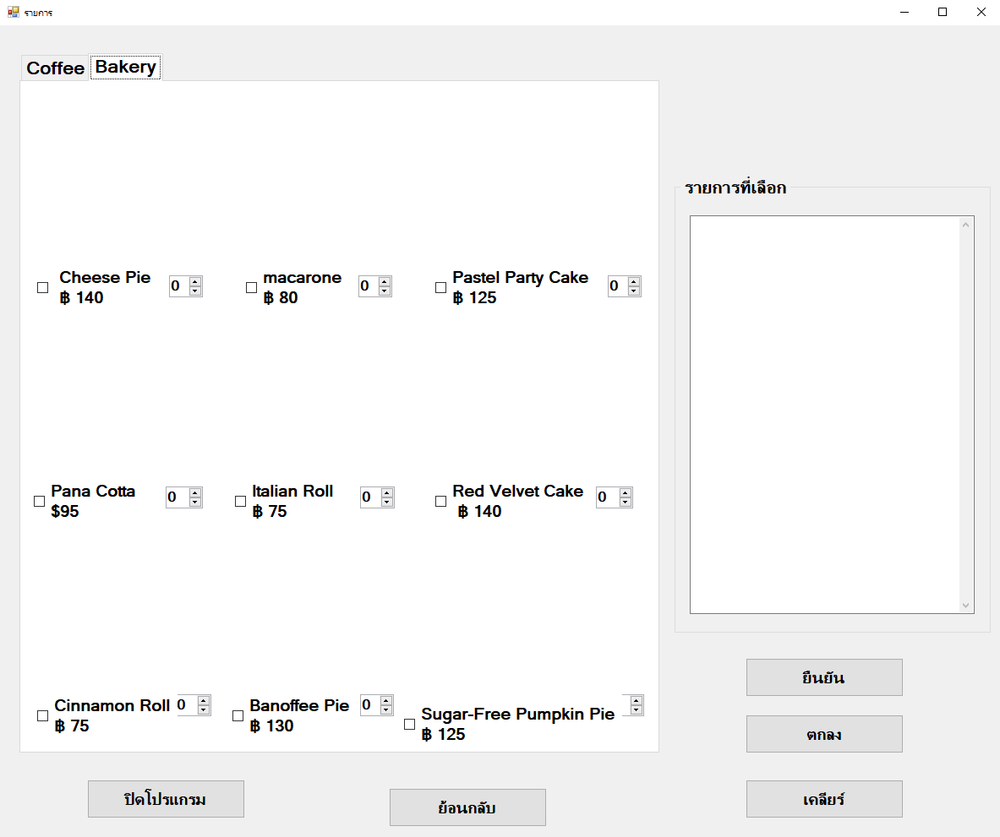 รายการ
Coffee
Bakery
รายการที่เลือก
Cheese Pie
฿ 140
0
macarone
฿ 80
0
Pastel Party Cake
฿ 125
0
Pana Cotta
$95
0
Italian Roll
฿ 75
0
Red Velvet Cake
฿ 140
0
Cinnamon Roll
฿ 75
0
Banoffee Pie
฿ 130
0
Sugar-Free Pumpkin Pie
฿ 125
ยืนยัน
ตกลง
ปิดโปรแกรม
ย้อนกลับ
เคลียร์